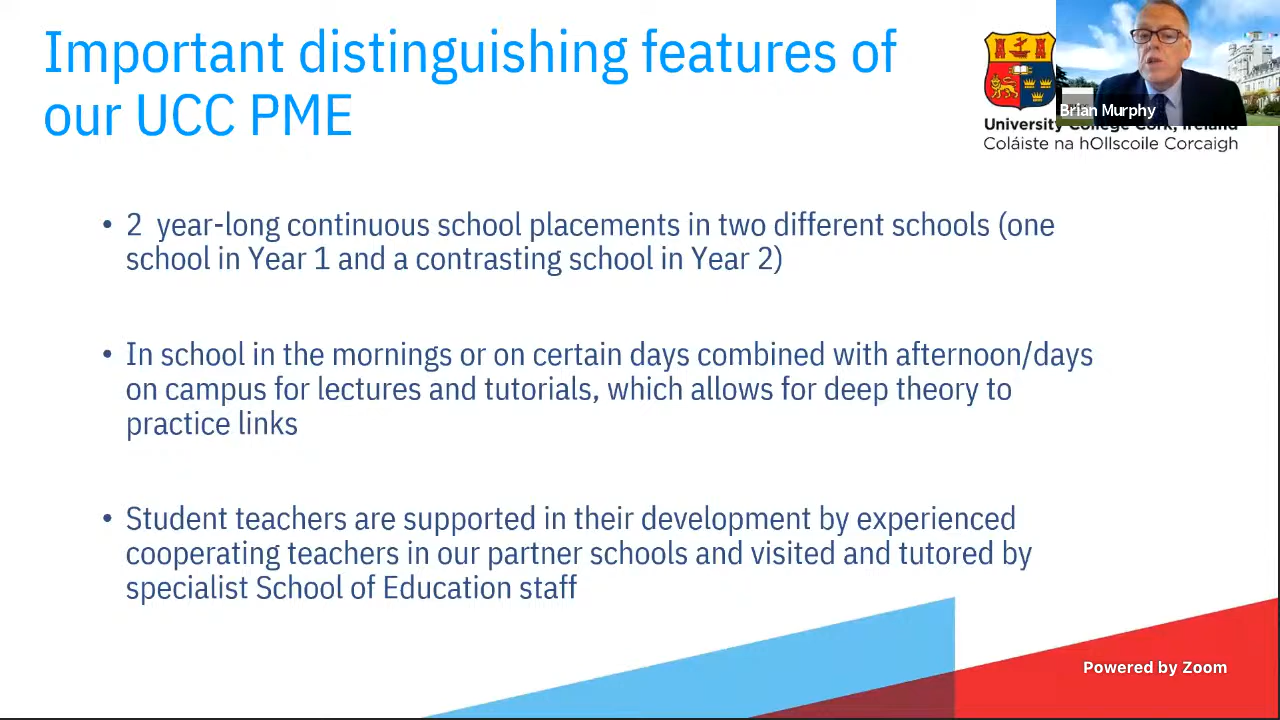 Important distinguishing features of
our UCC PME
Brian Murphy
University College Cork, Ireland
Coláiste na hOllscoile Corcaigh
• 2 year-long continuous school placements in two different schools (one
school in Year 1 and a contrasting school in Year 2)
• In school in the mornings or on certain days combined with afternoon/days
on campus for lectures and tutorials, which allows for deep theory to
practice links
• Student teachers are supported in their development by experienced
cooperating teachers in our partner schools and visited and tutored by
specialist School of Education staff
Powered by Zoom